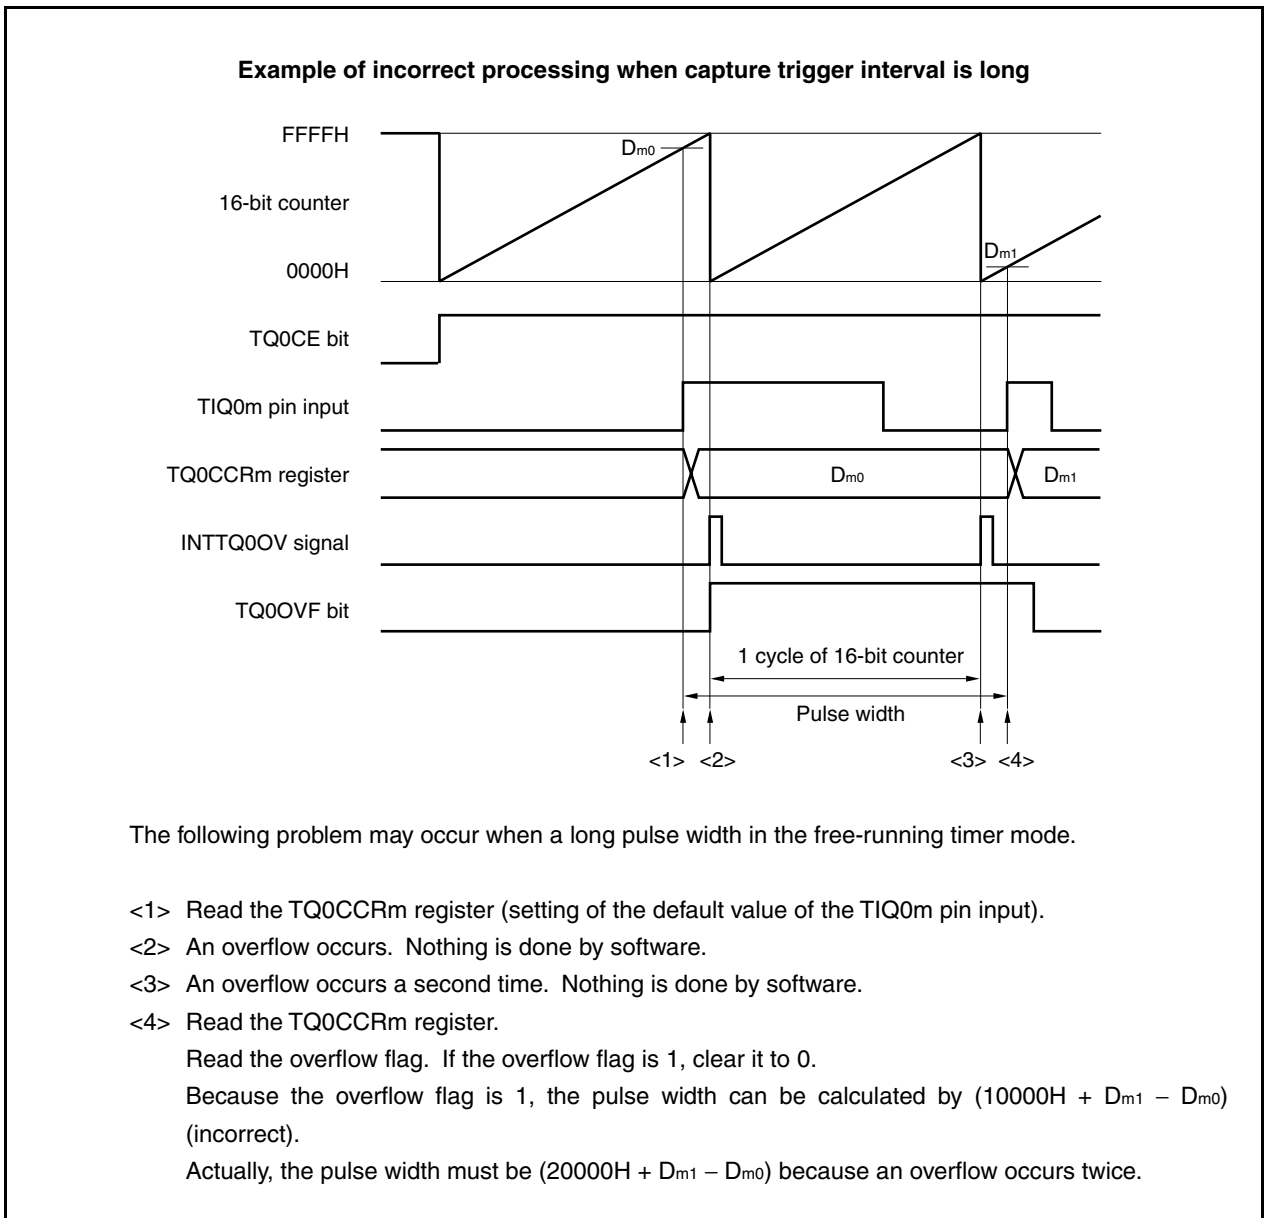 Example of incorrect processing when capture trigger interval is long
FFFFH
Dm0
16-bit counter
Dm1
0000H
TQ0CE bit
TIQ0m pin input
TQ0CCRm register
Dm0
Dm1
INTTQ0OV signal
TQ0OVF bit
1 cycle of 16-bit counter
Pulse width
<1> <2> <3> <4>
The following problem may occur when a long pulse width in the free-running timer mode.
<1> Read the TQ0CCRm register (setting of the default value of the TIQ0m pin input).
<2> An overflow occurs. Nothing is done by software.
<3> An overflow occurs a second time. Nothing is done by software.
<4> Read the TQ0CCRm register.
Read the overflow flag. If the overflow flag is 1, clear it to 0.
Because the overflow flag is 1, the pulse width can be calculated by (10000H + Dm1 − Dm0)
(incorrect).
Actually, the pulse width must be (20000H + Dm1 − Dm0) because an overflow occurs twice.